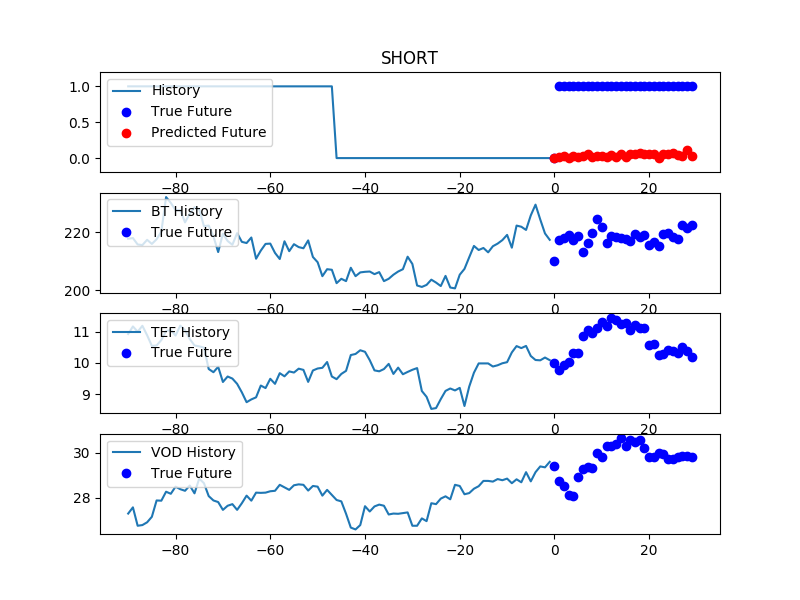 SHORT
1.0
0.5
0.0
History
True Future
Predicted Future
−80 −60 −40 −20 0 20
220
200
BT History
True Future
−80 −60 −40 −20 0 20
11
10
9
TEF History
True Future
−80 −60 −40 −20 0 20
30
28
VOD History
True Future
−80 −60 −40 −20 0 20